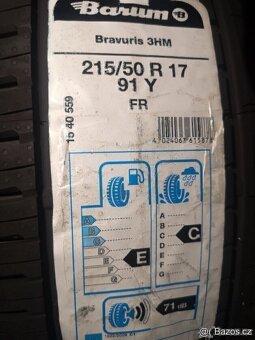 Barum
Bravuris 3HM
215/50 R 17
91 Y
FR
15 40 559
A
B
C
D
E
F
G
E
A
B
C
D
E
F
G
C
71 dB
Bazos.cz